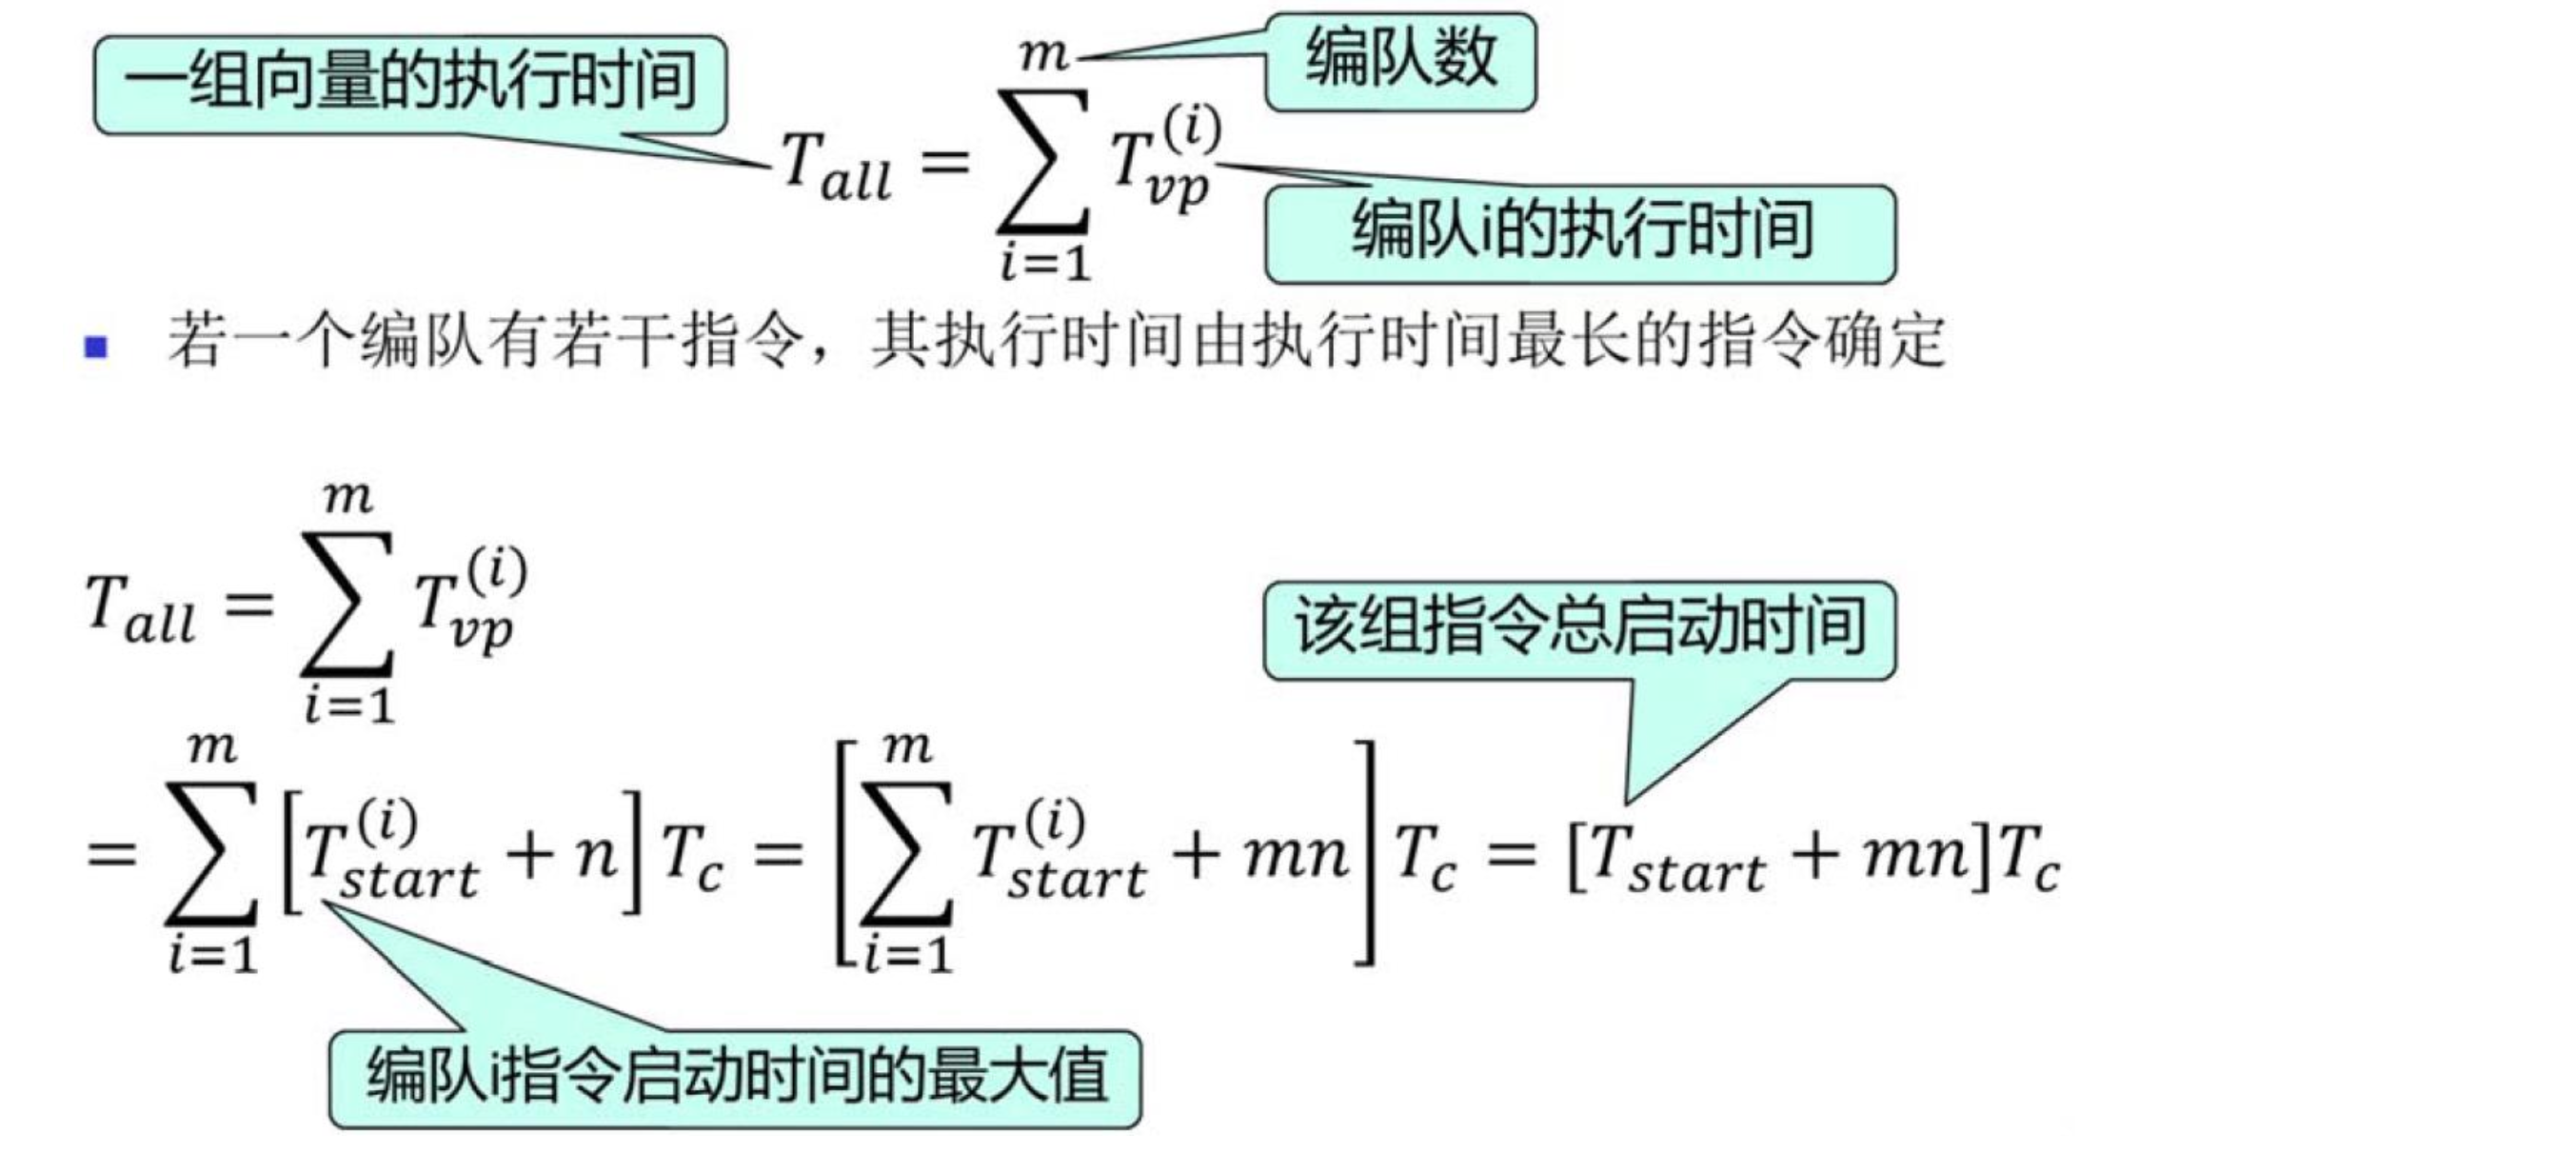 一组向量的执行时间
编队数
T_{all} = \sum_{i=1}^{m} T_{vp}^{(i)}
编队i的执行时间
▪ 若一个编队有若干指令，其执行时间由执行时间最长的指令确定
T_{all} = \sum_{i=1}^{m} T_{vp}^{(i)}
该组指令总启动时间
= \sum_{i=1}^{m} [T_{start}^{(i)} + n] T_c = [\sum_{i=1}^{m} T_{start}^{(i)} + mn] T_c = [T_{start} + mn]T_c
编队i指令启动时间的最大值